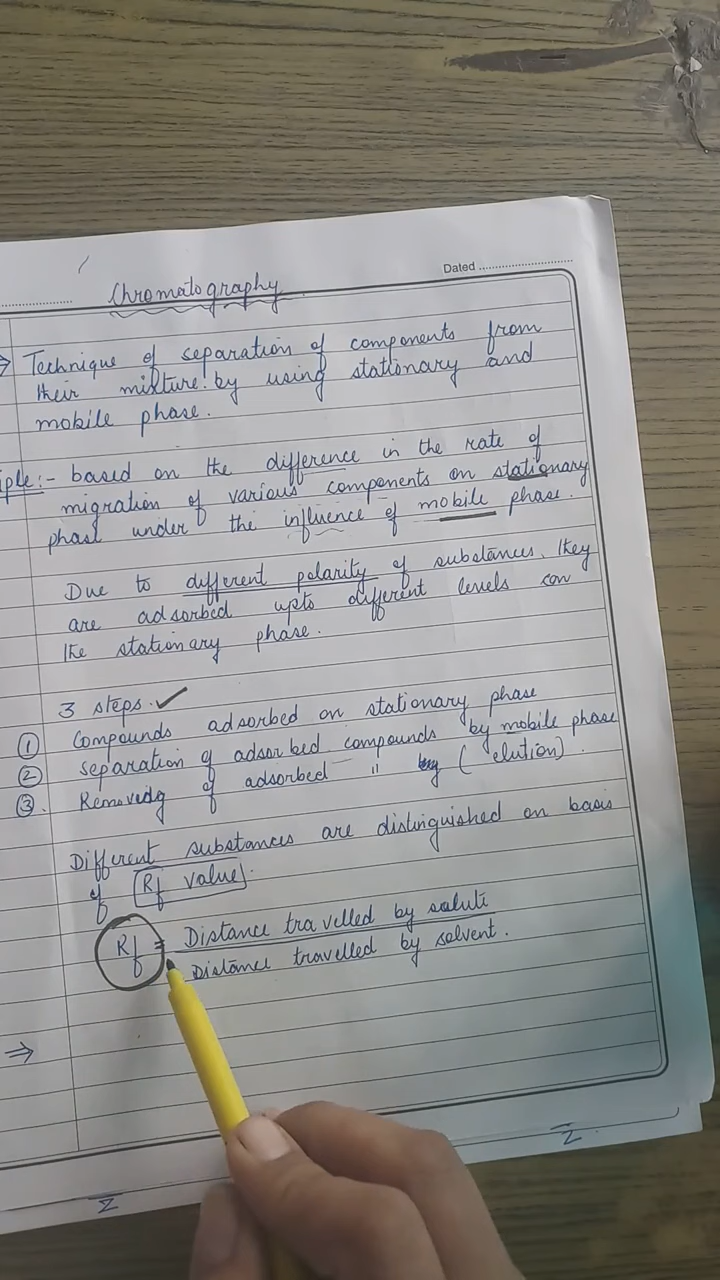 Dated
Chromatography
→ Technique of separation of components from
their mixture by using stationary and
mobile phase.
iple:- based on the difference in the rate of
migration of various components on stationary
phase under the influence of mobile phase.
Due to different polarity of substances, they
are adsorbed upto different levels on
the stationary phase.
3 steps. ✓
① Compounds adsorbed on stationary phase
② separation of adsorbed compounds by mobile phase
③. Removedg of adsorbed " (elution).
Different substances are distinguished on basis
of Rf value.
Rf = Distance travelled by solute
Distance travelled by solvent.
⇒